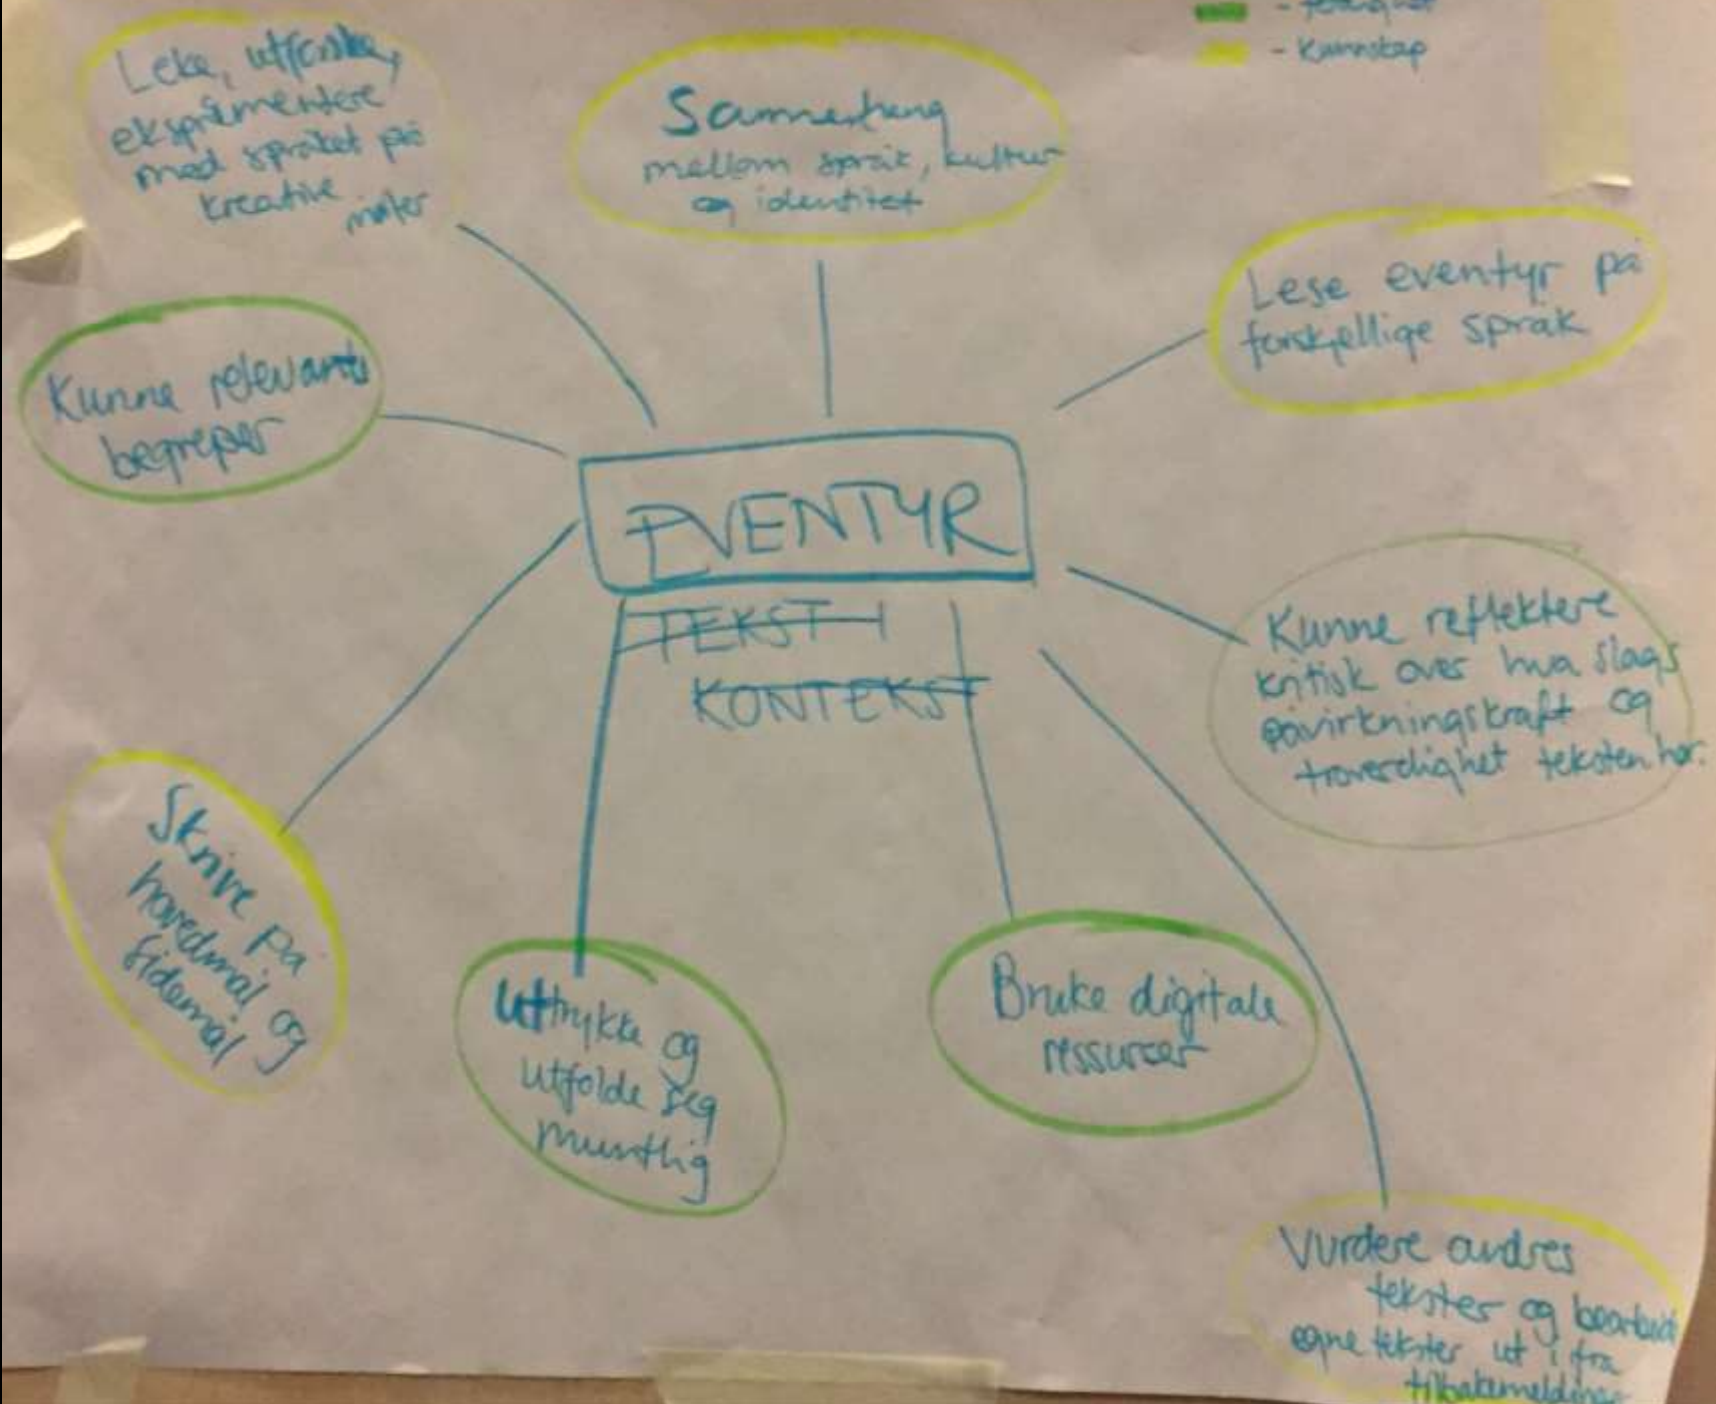 - ferdighet
- Kunnskap
Leke, utforske,
eksprimentere
med språket på
kreative måter
Sammenheng
mellom språk, kultur
og identitet
Lese eventyr på
forskjellige språk
Kunne relevante
begreper
EVENTYR
TEKST I
KONTEKST
Kunne reflektere
kritisk over hva slags
påvirkningskraft og
troverdighet teksten har.
Skrive på
hovedmål og
sidemål
Uttrykke og
utfolde seg
muntlig
Bruke digitale
ressurser
Vurdere andres
tekster og bearbeide
egne tekster ut i fra
tilbakemeldinger